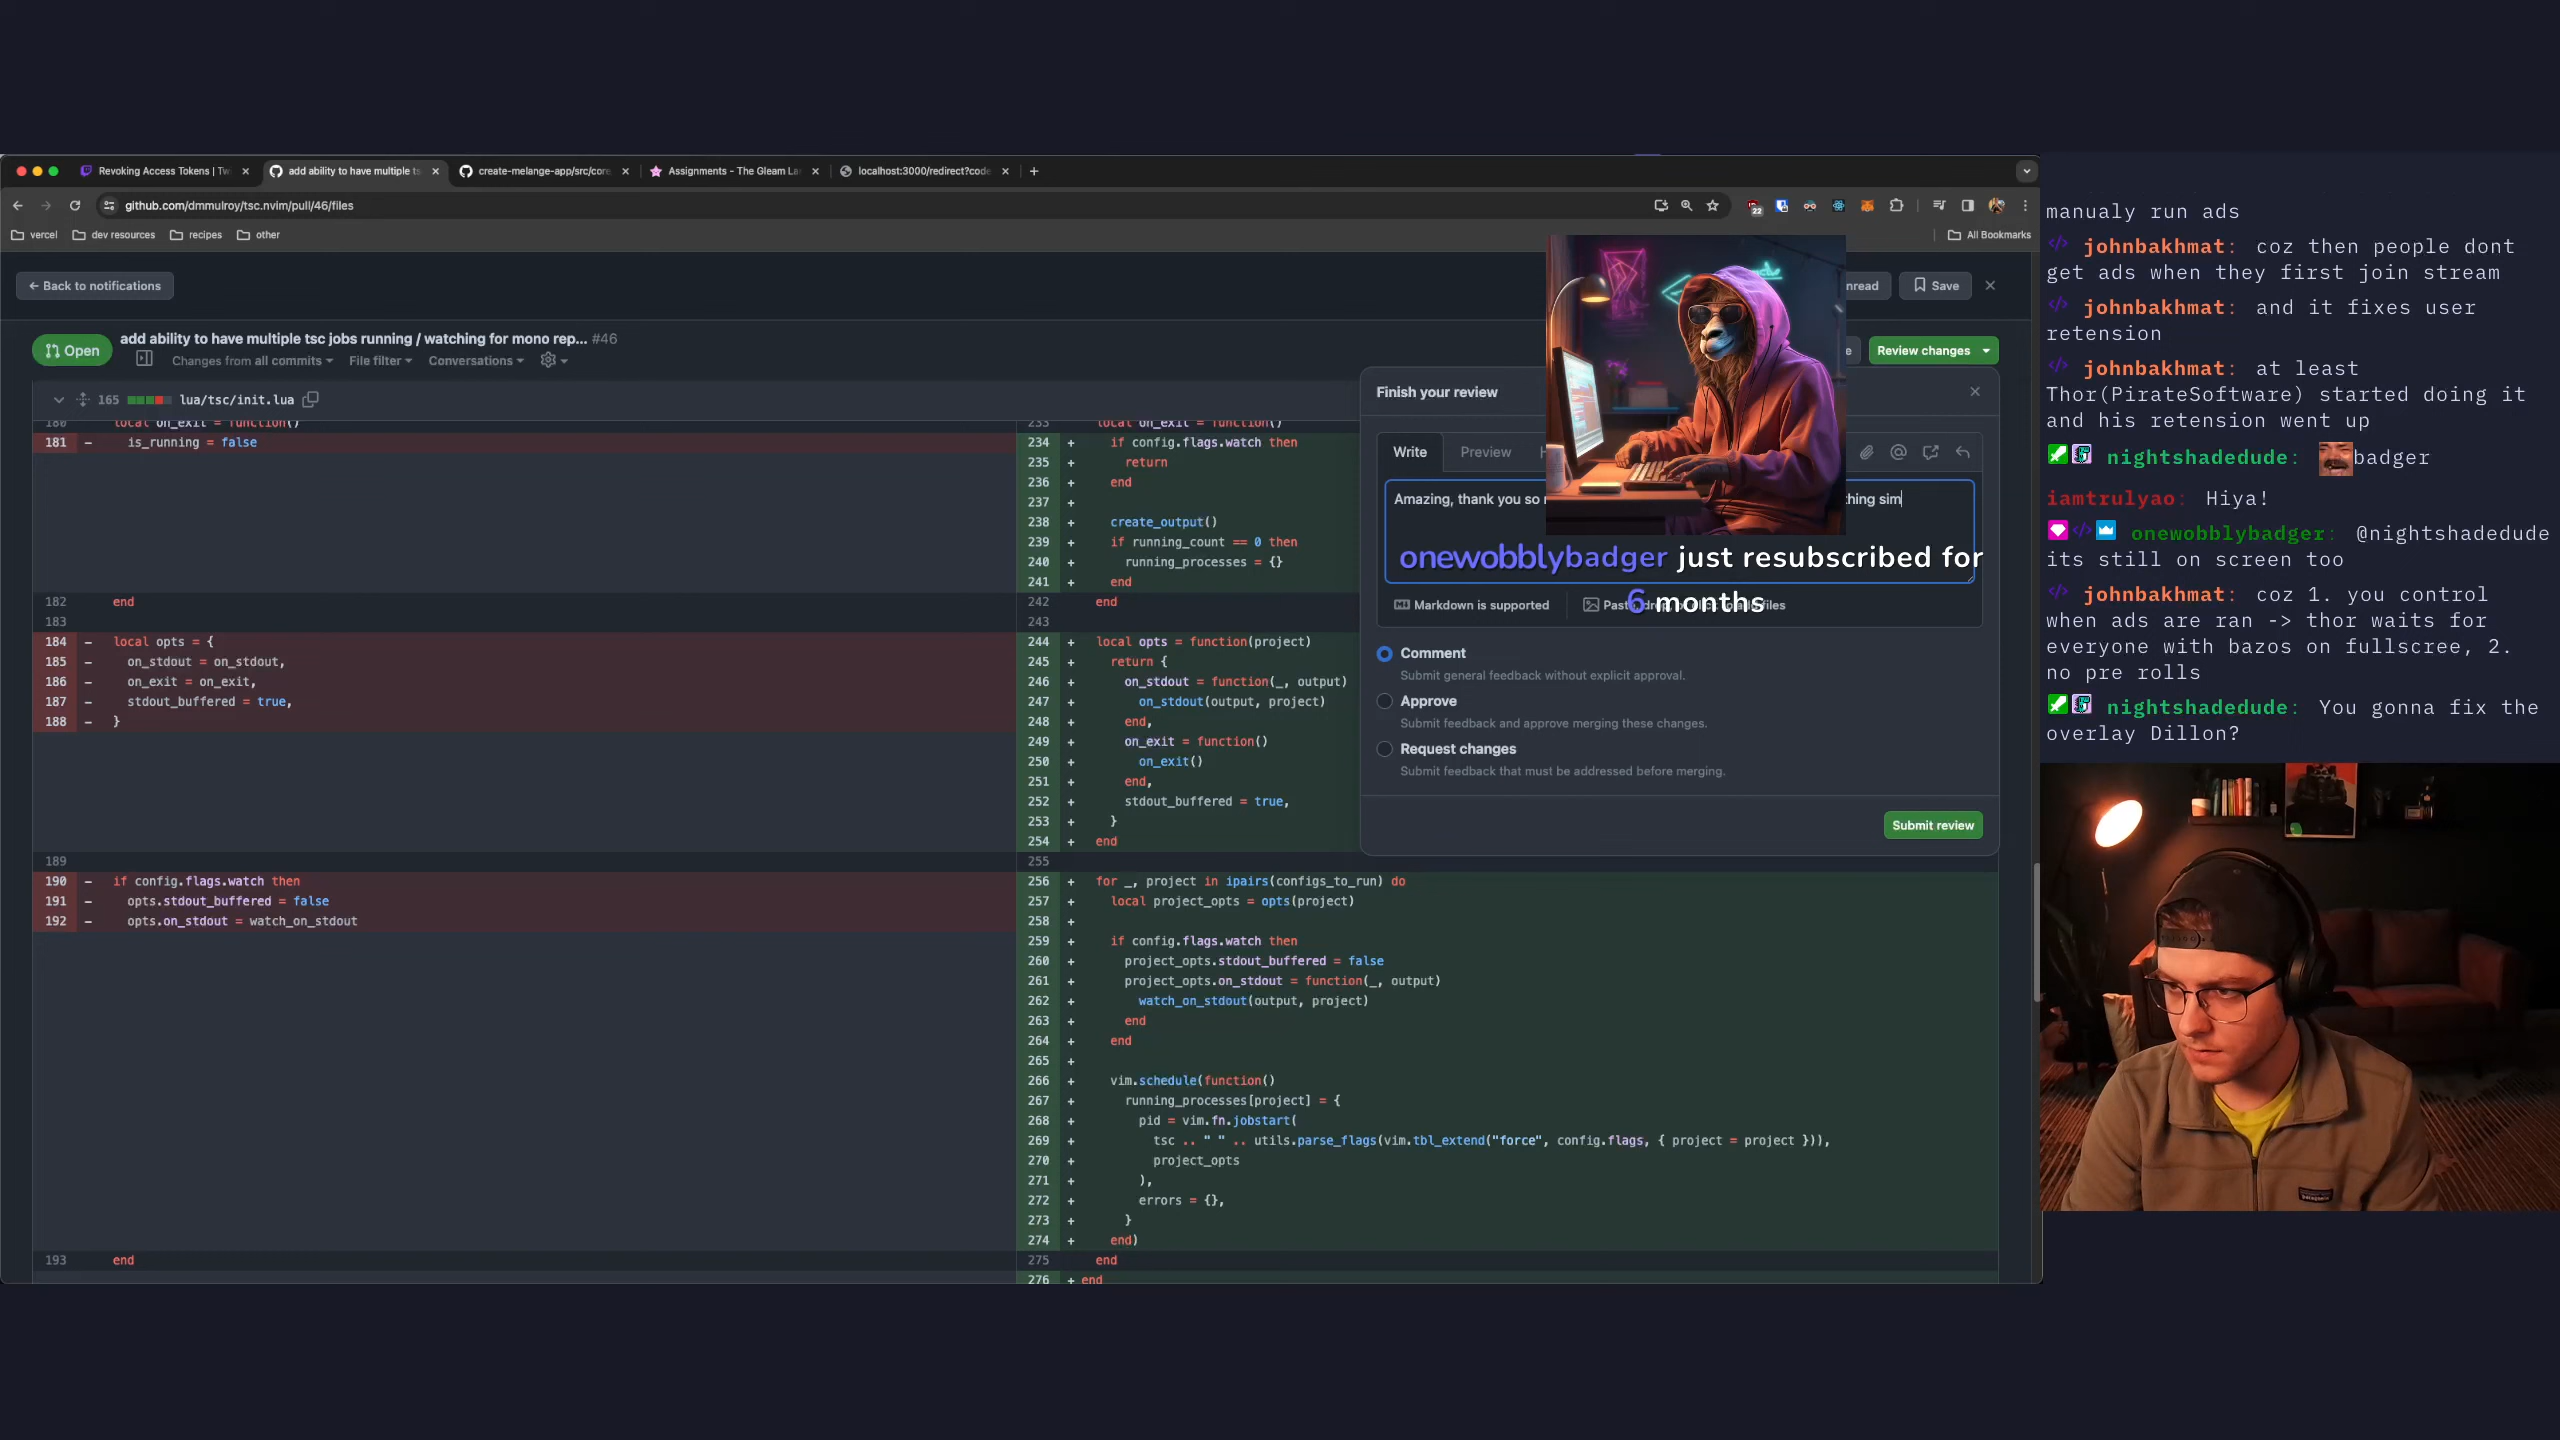 Revoking Access Tokens | Tw
add ability to have multiple ts
create-melange-app/src/core
Assignments - The Gleam La
localhost:3000/redirect?code
github.com/dmmulroy/tsc.nvim/pull/46/files
22
vercel
dev resources
recipes
other
All Bookmarks
Back to notifications
nread
Save
Open
add ability to have multiple tsc jobs running / watching for mono rep... #46
Changes from all commits
File filter
Conversations
Review changes
165
lua/tsc/init.lua
180 local on_exit = function()
181 - is_running = false
182 end
183
184 - local opts = {
185 - on_stdout = on_stdout,
186 - on_exit = on_exit,
187 - stdout_buffered = true,
188 - }
189
190 - if config.flags.watch then
191 - opts.stdout_buffered = false
192 - opts.on_stdout = watch_on_stdout
193 end
233 local on_exit = function()
234 + if config.flags.watch then
235 + return
236 + end
237 +
238 + create_output()
239 + if running_count == 0 then
240 + running_processes = {}
241 + end
242 end
243
244 + local opts = function(project)
245 + return {
246 + on_stdout = function(_, output)
247 + on_stdout(output, project)
248 + end,
249 + on_exit = function()
250 + on_exit()
251 + end,
252 + stdout_buffered = true,
253 + }
254 + end
255
256 + for _, project in ipairs(configs_to_run) do
257 + local project_opts = opts(project)
258 +
259 + if config.flags.watch then
260 + project_opts.stdout_buffered = false
261 + project_opts.on_stdout = function(_, output)
262 + watch_on_stdout(output, project)
263 + end
264 + end
265 +
266 + vim.schedule(function()
267 + running_processes[project] = {
268 + pid = vim.fn.jobstart(
269 + tsc .. " " .. utils.parse_flags(vim.tbl_extend("force", config.flags, { project = project })),
270 + project_opts
271 + ),
272 + errors = {},
273 + }
274 + end)
275 end
276 + end
Finish your review
Write
Preview
Amazing, thank you so
thing sim
onewobblybadger just resubscribed for
6 months
Markdown is supported
Comment
Submit general feedback without explicit approval.
Approve
Submit feedback and approve merging these changes.
Request changes
Submit feedback that must be addressed before merging.
Submit review
manualy run ads
johnbakhmat: coz then people dont
get ads when they first join stream
johnbakhmat: and it fixes user
retension
johnbakhmat: at least
Thor(PirateSoftware) started doing it
and his retension went up
nightshadedude: badger
iamtrulyao: Hiya!
onewobblybadger: @nightshadedude
its still on screen too
johnbakhmat: coz 1. you control
when ads are ran -> thor waits for
everyone with bazos on fullscree, 2.
no pre rolls
nightshadedude: You gonna fix the
overlay Dillon?